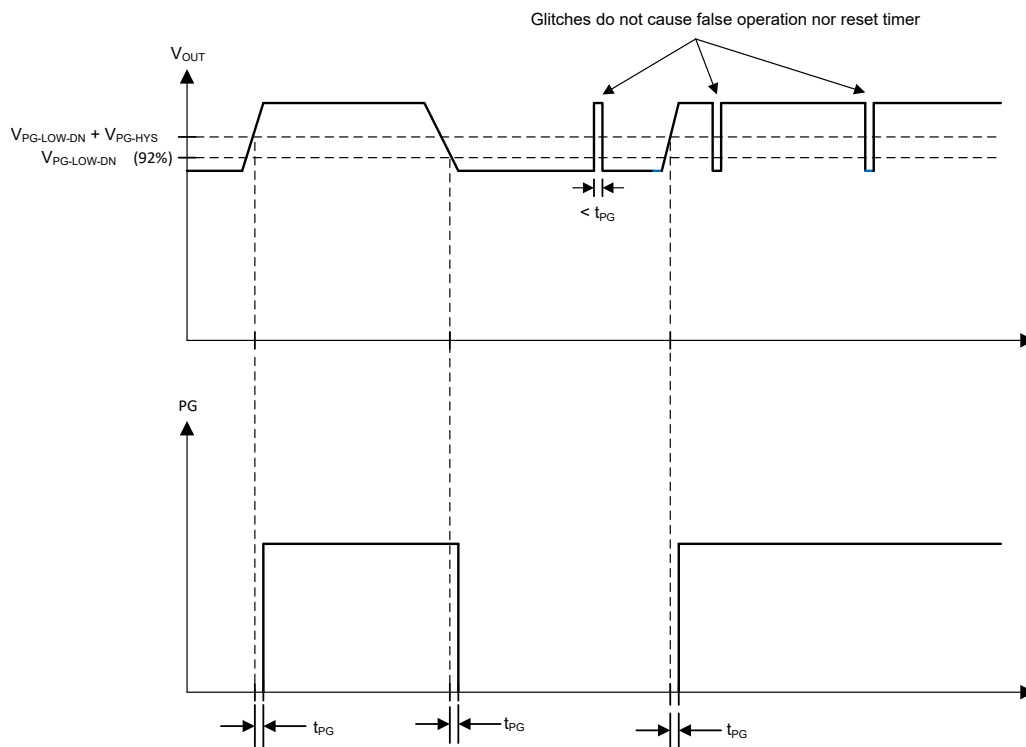 Glitches do not cause false operation nor reset timer
VOUT
VPG-LOW-DN + VPG-HYS
VPG-LOW-DN (92%)
< tPG
PG
tPG
tPG
tPG